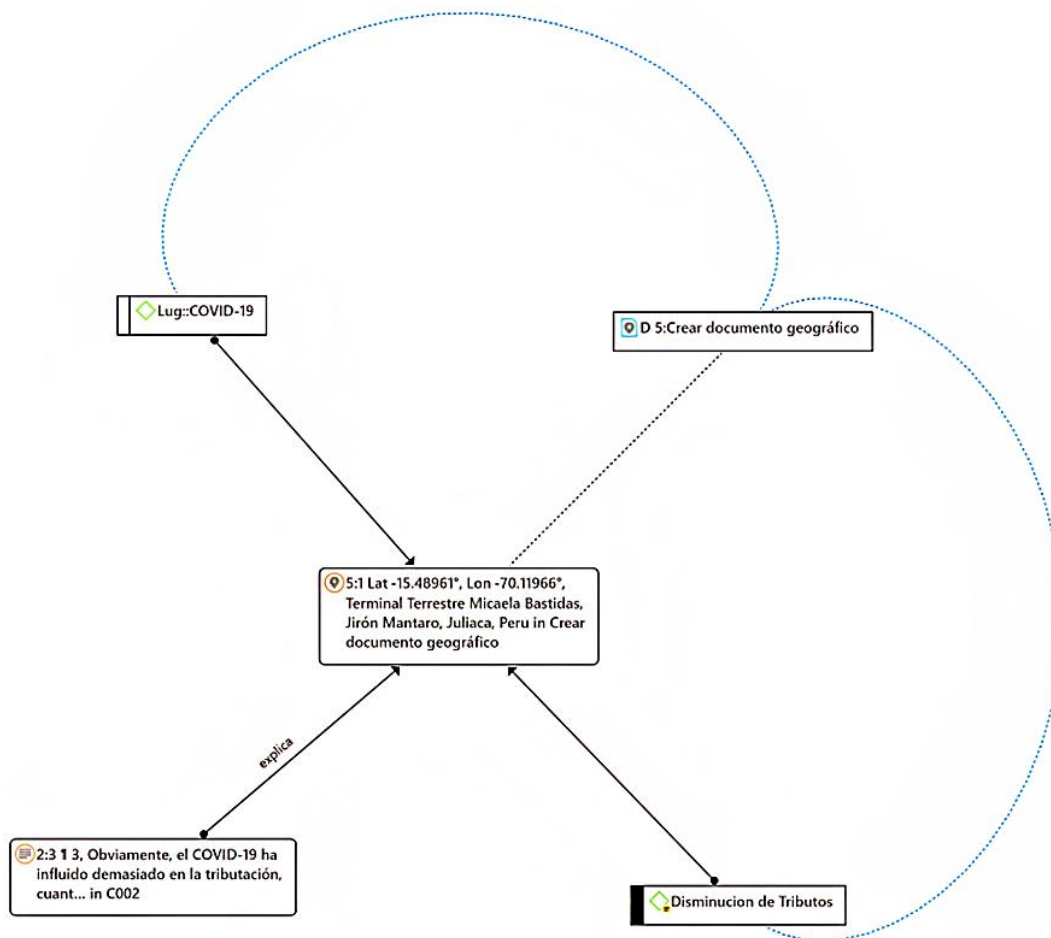 Lug::COVID-19
D 5:Crear documento geográfico
5:1 Lat -15.48961°, Lon -70.11966°,
Terminal Terrestre Micaela Bastidas,
Jirón Mantaro, Juliaca, Peru in Crear
documento geográfico
explica
2:3 ¶ 3, Obviamente, el COVID-19 ha
influido demasiado en la tributación,
cuant... in C002
Disminucion de Tributos